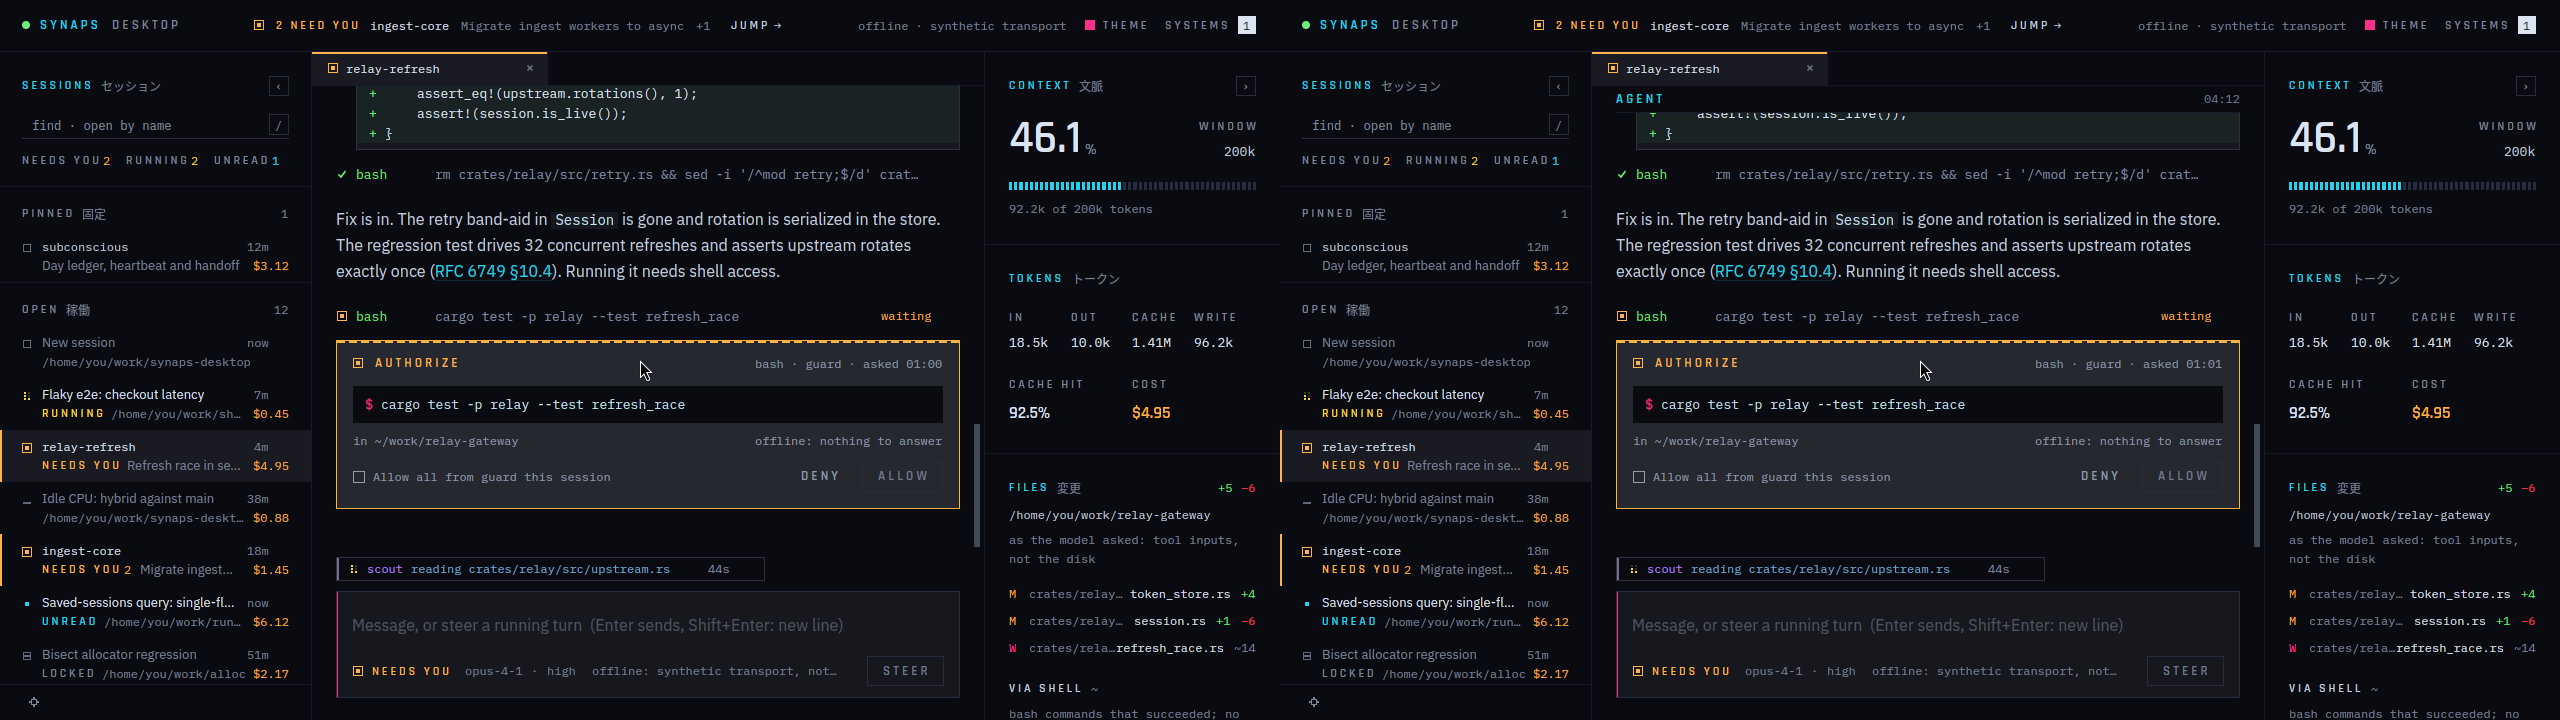 SYNAPS DESKTOP
2 NEED YOU ingest-core Migrate ingest workers to async +1 JUMP →
offline · synthetic transport THEME SYSTEMS 1
SESSIONS セッション ‹
find · open by name /
NEEDS YOU 2 RUNNING 2 UNREAD 1
PINNED 固定 1
subconscious 12m
Day ledger, heartbeat and handoff $3.12
OPEN 稼働 12
New session now
/home/you/work/synaps-desktop
Flaky e2e: checkout latency 7m
RUNNING /home/you/work/sh… $0.45
relay-refresh 4m
NEEDS YOU Refresh race in se… $4.95
Idle CPU: hybrid against main 38m
/home/you/work/synaps-deskt… $0.88
ingest-core 18m
NEEDS YOU 2 Migrate ingest… $1.45
Saved-sessions query: single-fl… now
UNREAD /home/you/work/run… $6.12
Bisect allocator regression 51m
LOCKED /home/you/work/alloc $2.17
relay-refresh ×
+ assert_eq!(upstream.rotations(), 1);
+ assert!(session.is_live());
+ }
✓ bash rm crates/relay/src/retry.rs && sed -i '/^mod retry;$/d' crat…
Fix is in. The retry band-aid in Session is gone and rotation is serialized in the store.
The regression test drives 32 concurrent refreshes and asserts upstream rotates
exactly once (RFC 6749 §10.4). Running it needs shell access.
bash cargo test -p relay --test refresh_race waiting
AUTHORIZE bash · guard · asked 01:00
$ cargo test -p relay --test refresh_race
in ~/work/relay-gateway offline: nothing to answer
Allow all from guard this session DENY ALLOW
scout reading crates/relay/src/upstream.rs 44s
Message, or steer a running turn (Enter sends, Shift+Enter: new line)
NEEDS YOU opus-4-1 · high offline: synthetic transport, not… STEER
CONTEXT 文脈 ›
46.1% WINDOW
200k
92.2k of 200k tokens
TOKENS トークン
IN OUT CACHE WRITE
18.5k 10.0k 1.41M 96.2k
CACHE HIT COST
92.5% $4.95
FILES 変更 +5 −6
/home/you/work/relay-gateway
as the model asked: tool inputs,
not the disk
M crates/relay… token_store.rs +4
M crates/relay… session.rs +1 −6
W crates/rela…refresh_race.rs ~14
VIA SHELL ~
bash commands that succeeded; no
SYNAPS DESKTOP
2 NEED YOU ingest-core Migrate ingest workers to async +1 JUMP →
offline · synthetic transport THEME SYSTEMS 1
SESSIONS セッション ‹
find · open by name /
NEEDS YOU 2 RUNNING 2 UNREAD 1
PINNED 固定 1
subconscious 12m
Day ledger, heartbeat and handoff $3.12
OPEN 稼働 12
New session now
/home/you/work/synaps-desktop
Flaky e2e: checkout latency 7m
RUNNING /home/you/work/sh… $0.45
relay-refresh 4m
NEEDS YOU Refresh race in se… $4.95
Idle CPU: hybrid against main 38m
/home/you/work/synaps-deskt… $0.88
ingest-core 18m
NEEDS YOU 2 Migrate ingest… $1.45
Saved-sessions query: single-fl… now
UNREAD /home/you/work/run… $6.12
Bisect allocator regression 51m
LOCKED /home/you/work/alloc $2.17
relay-refresh ×
AGENT 04:12
+ assert!(session.is_live());
+ }
✓ bash rm crates/relay/src/retry.rs && sed -i '/^mod retry;$/d' crat…
Fix is in. The retry band-aid in Session is gone and rotation is serialized in the store.
The regression test drives 32 concurrent refreshes and asserts upstream rotates
exactly once (RFC 6749 §10.4). Running it needs shell access.
bash cargo test -p relay --test refresh_race waiting
AUTHORIZE bash · guard · asked 01:01
$ cargo test -p relay --test refresh_race
in ~/work/relay-gateway offline: nothing to answer
Allow all from guard this session DENY ALLOW
scout reading crates/relay/src/upstream.rs 44s
Message, or steer a running turn (Enter sends, Shift+Enter: new line)
NEEDS YOU opus-4-1 · high offline: synthetic transport, not… STEER
CONTEXT 文脈 ›
46.1% WINDOW
200k
92.2k of 200k tokens
TOKENS トークン
IN OUT CACHE WRITE
18.5k 10.0k 1.41M 96.2k
CACHE HIT COST
92.5% $4.95
FILES 変更 +5 −6
/home/you/work/relay-gateway
as the model asked: tool inputs,
not the disk
M crates/relay… token_store.rs +4
M crates/relay… session.rs +1 −6
W crates/rela…refresh_race.rs ~14
VIA SHELL ~
bash commands that succeeded; no